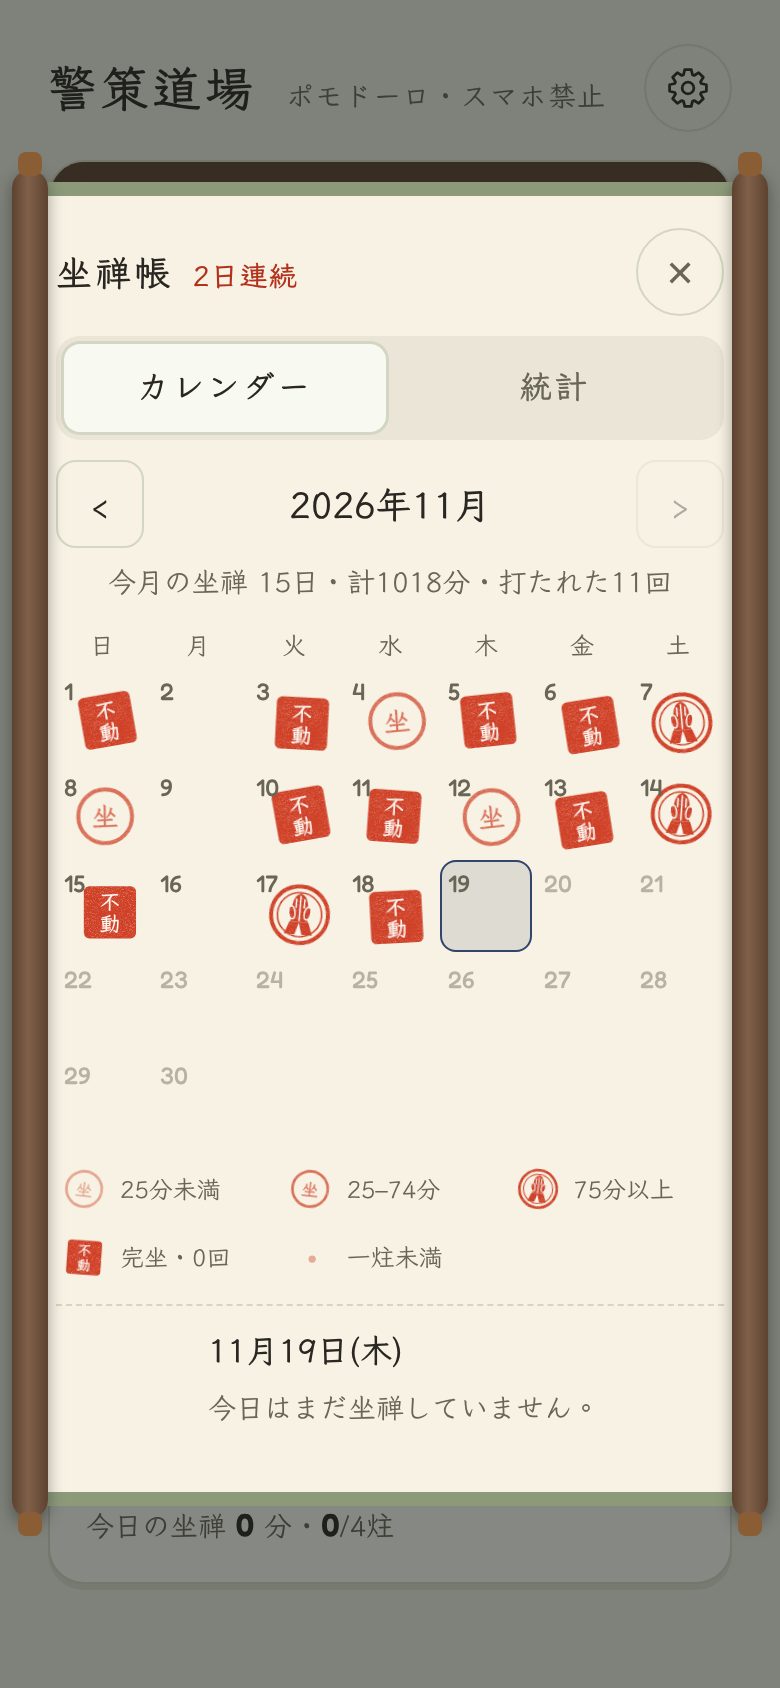 警策道場 ポモドーロ・スマホ禁止
坐禅帳 2日連続
×
カレンダー 統計
< 2026年11月 >
今月の坐禅 15日・計1018分・打たれた11回
日 月 火 水 木 金 土
1 不動 2 3 不動 4 坐 5 不動 6 不動 7
8 坐 9 10 不動 11 不動 12 坐 13 不動 14
15 不動 16 17 18 不動 19 20 21
22 23 24 25 26 27 28
29 30
坐 25分未満 坐 25–74分 75分以上
不動 完坐・0回 一炷未満
11月19日(木)
今日はまだ坐禅していません。
今日の坐禅 0 分・0/4炷